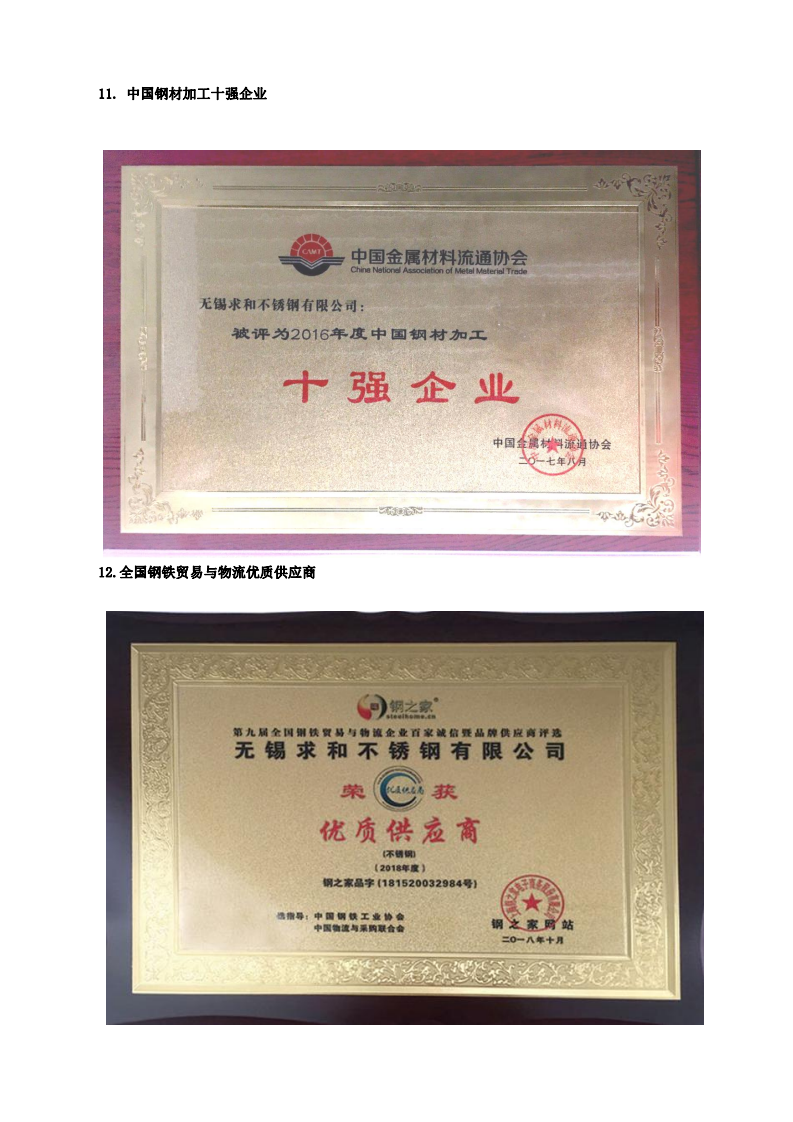 11. 中国钢材加工十强企业
CAMT
中国金属材料流通协会
China National Association of Metal Material Trade
无锡求和不锈钢有限公司：
被评为2016年度中国钢材加工
十强企业
中国金属材料流通协会
二〇一七年八月
12.全国钢铁贸易与物流优质供应商
钢之家®
steelhome.cn
第九届全国钢铁贸易与物流企业百家诚信暨品牌供应商评选
无锡求和不锈钢有限公司
荣 优质供应商 获
优质供应商
(不锈钢)
（2018年度）
钢之家品字(181520032984号)
指导：中国钢铁工业协会
中国物流与采购联合会
钢之家网站
二〇一八年十月